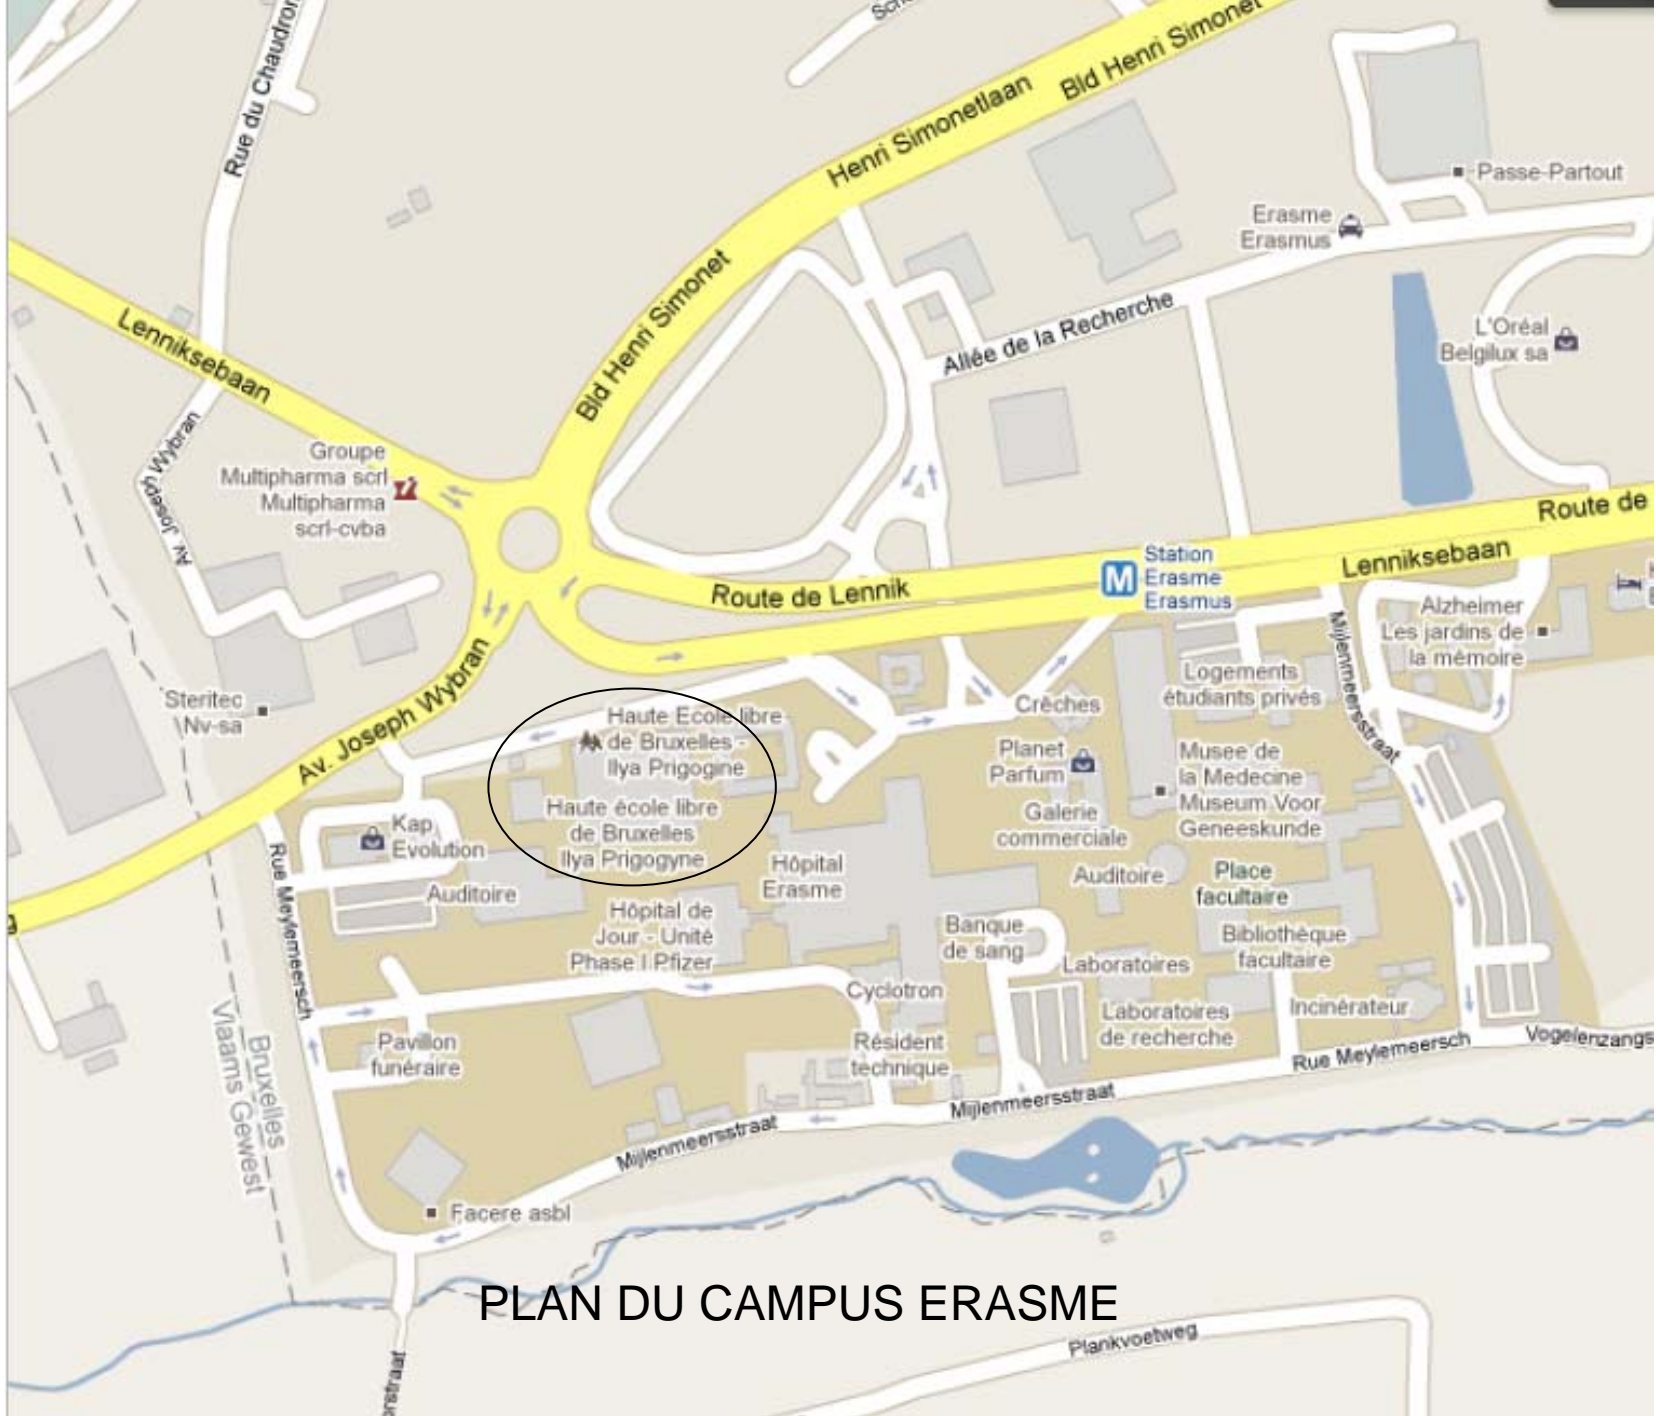 Rue du Chaudron
Bld Henri Simonet
Henri Simonetlaan
Passe-Partout
Erasme
Erasmus
Bld Henri Simonet
Allée de la Recherche
L'Oréal
Belgilux sa
Lenniksebaan
Av. Joseph Wybran
Av. Joseph Wybran
Groupe
Multipharma scrl
Multipharma
scrl-cvba
Route de
Lenniksebaan
M
Station
Erasme
Erasmus
Route de Lennik
Alzheimer
Les jardins de
la mémoire
Mijlenmeersstraat
Logements
étudiants privés
Steritec
Nv-sa
Av. Joseph Wybran
Haute Ecole libre
de Bruxelles -
Ilya Prigogine
Haute école libre
de Bruxelles
Ilya Prigogyne
Crêches
Planet
Parfum
Musee de
la Medecine
Museum Voor
Geneeskunde
Galerie
commerciale
Kap
Evolution
Auditoire
Hôpital
Erasme
Auditoire
Place
facultaire
Rue Meylemeersch
Hôpital de
Jour - Unité
Phase I Pfizer
Banque
de sang
Bibliothèque
facultaire
Laboratoires
Cyclotron
Laboratoires
de recherche
Incinérateur
Pavillon
funéraire
Résident
technique
Rue Meylemeersch
Vogelenzangs
Bruxelles
Vlaams Gewest
Mijlenmeersstraat
Mijlenmeersstraat
Facere asbl
PLAN DU CAMPUS ERASME
Plankvoetweg